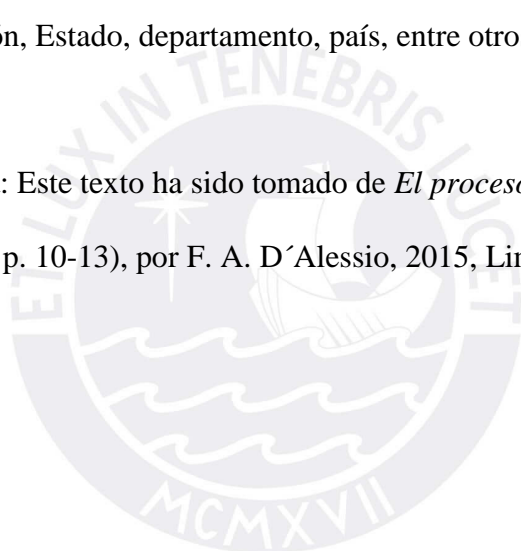 ón, Estado, departamento, país, entre otro
: Este texto ha sido tomado de El proceso
p. 10-13), por F. A. D´Alessio, 2015, Lim
ET LUX IN TENEBRIS LUCET
MCMXVII